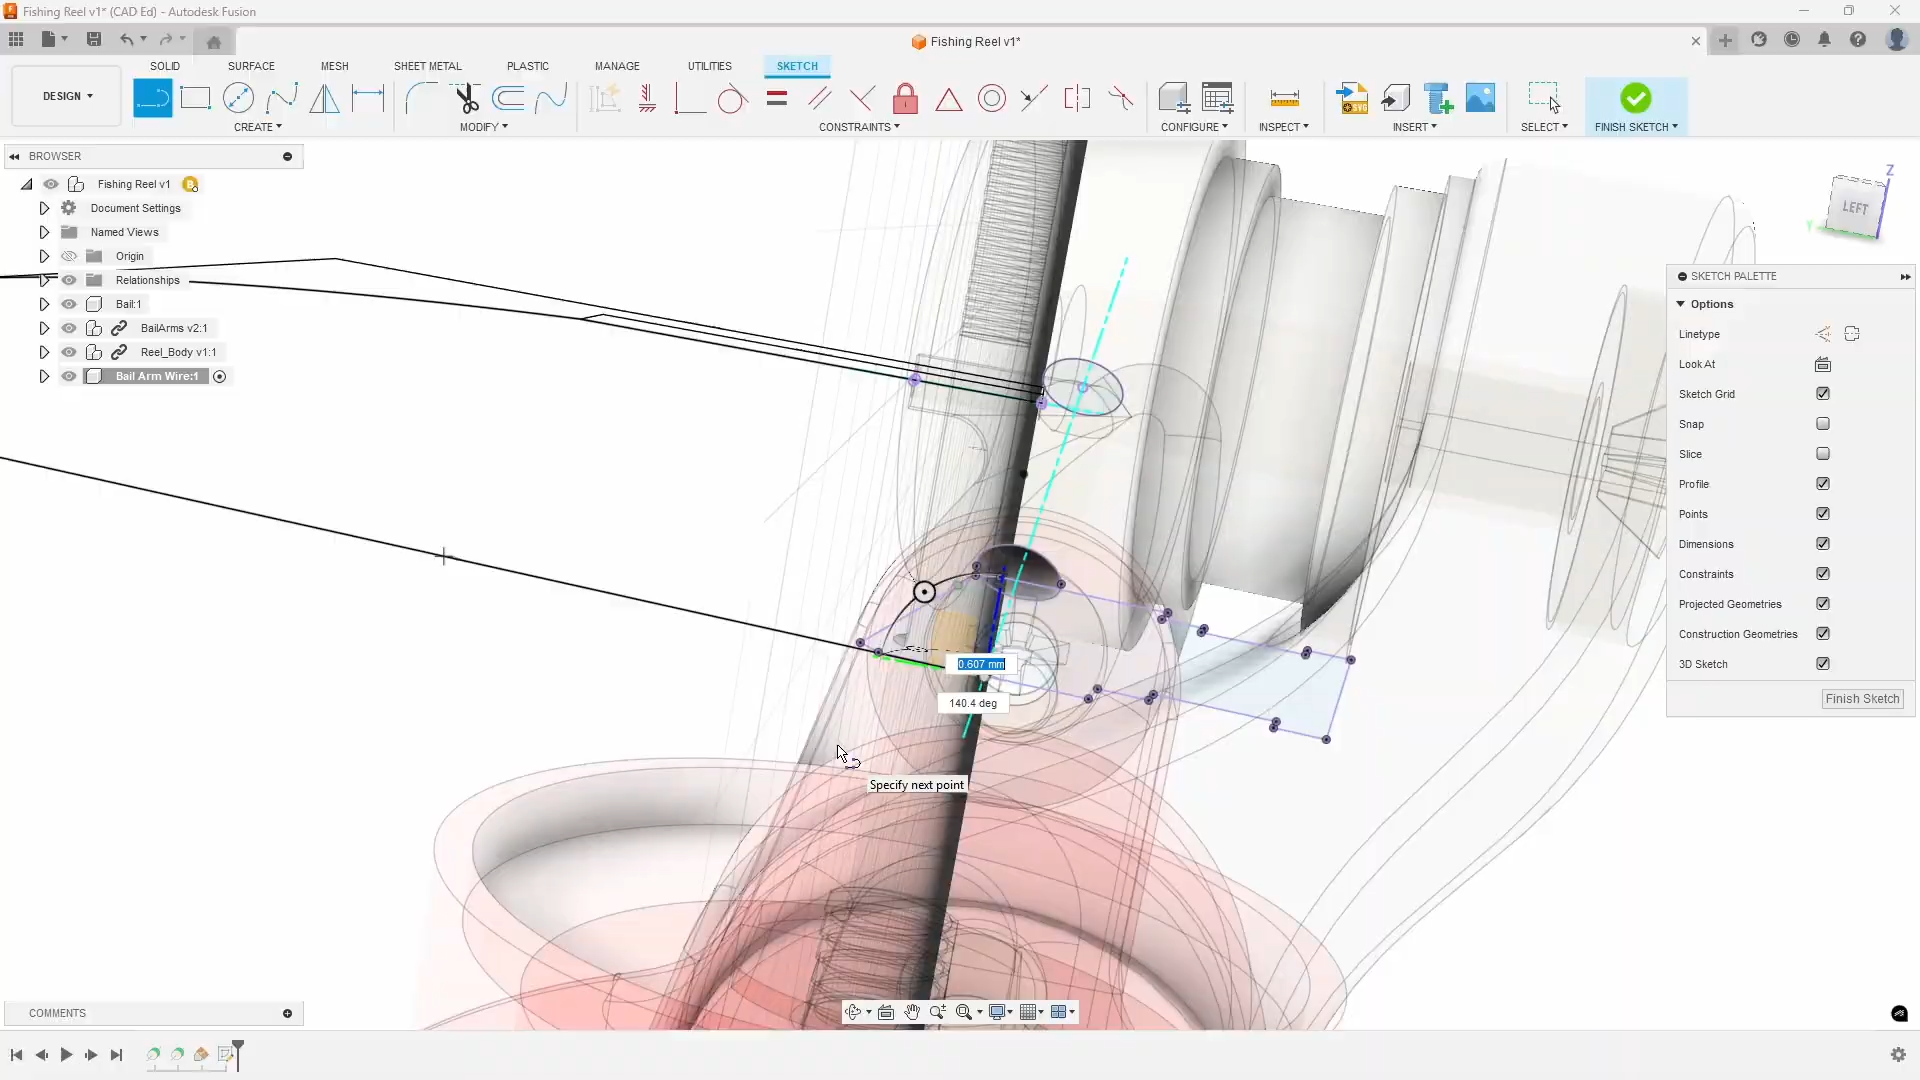 Fishing Reel v1* (CAD Ed) - Autodesk Fusion
Fishing Reel v1*
DESIGN
SOLID
SURFACE
MESH
SHEET METAL
PLASTIC
MANAGE
UTILITIES
SKETCH
CREATE
MODIFY
CONSTRAINTS
CONFIGURE
INSPECT
INSERT
SELECT
FINISH SKETCH
BROWSER
Fishing Reel v1
Document Settings
Named Views
Origin
Relationships
Bail:1
BailArms v2:1
Reel_Body v1:1
Bail Arm Wire:1
Z
LEFT
Y
SKETCH PALETTE
Options
Linetype
Look At
Sketch Grid
Snap
Slice
Profile
Points
Dimensions
Constraints
Projected Geometries
Construction Geometries
3D Sketch
Finish Sketch
0.607 mm
140.4 deg
Specify next point
COMMENTS